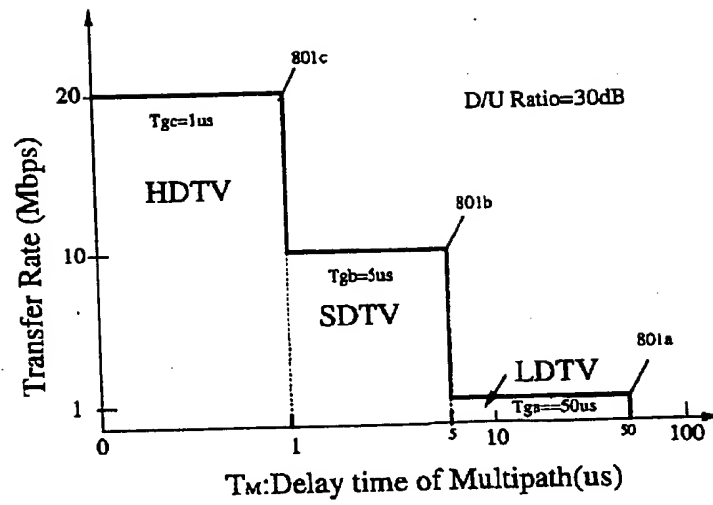 801c
20
D/U Ratio=30dB
Tgc=1us
HDTV
801b
10
Tgb=5us
SDTV
801a
LDTV
1
Tga==50us
0 1 5 10 50 100
Transfer Rate (Mbps)
TM:Delay time of Multipath(us)